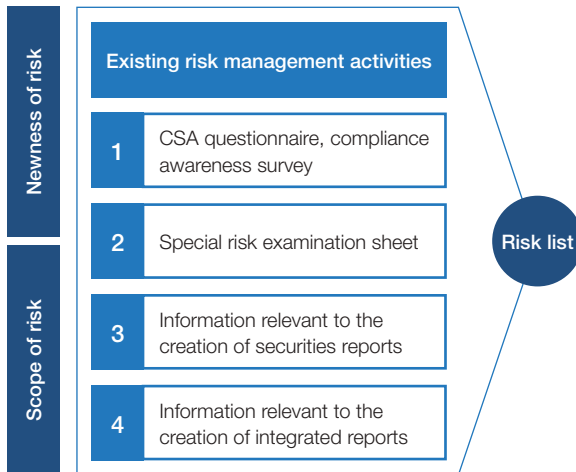 Newness of risk
Scope of risk
Existing risk management activities
1
CSA questionnaire, compliance
awareness survey
2
Special risk examination sheet
3
Information relevant to the
creation of securities reports
4
Information relevant to the
creation of integrated reports
Risk list